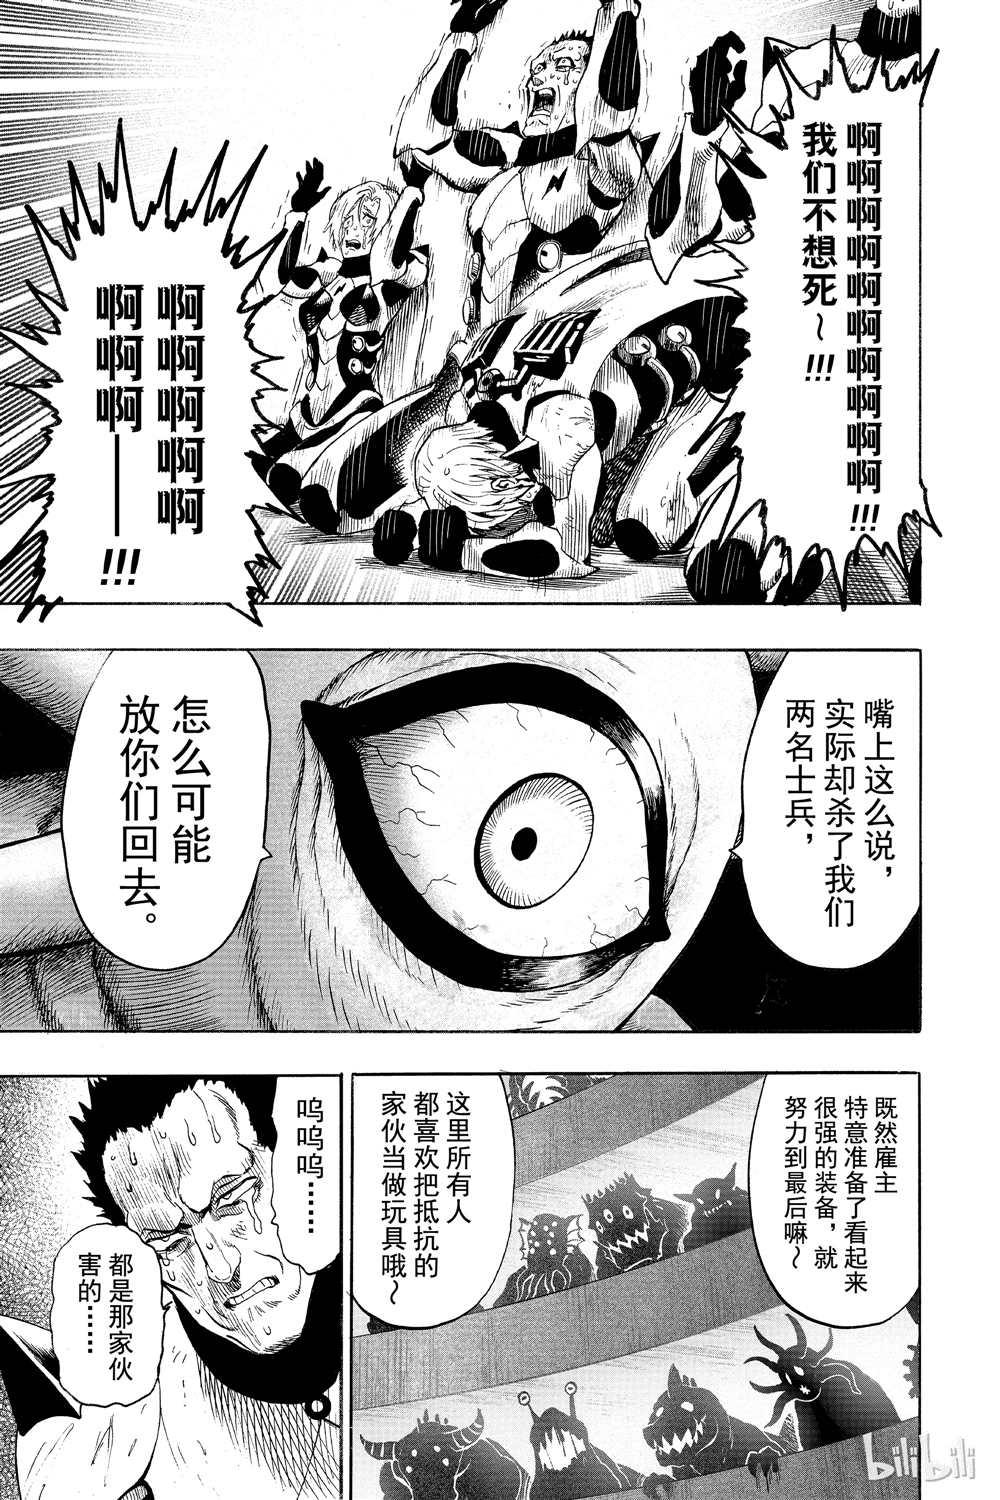 啊啊啊啊啊啊啊啊啊啊!!!
我们不想死~!!!
啊啊啊啊啊
啊啊啊——!!!
嘴上这么说，
实际却杀了我们
两名士兵，
怎么可能
放你们回去。
既然雇主
特意准备了看起来
很强的装备，就
努力到最后嘛~
这里所有人
都喜欢把抵抗的
家伙当做玩具哦~
呜呜呜……
都是那家伙
害的……
bilibili